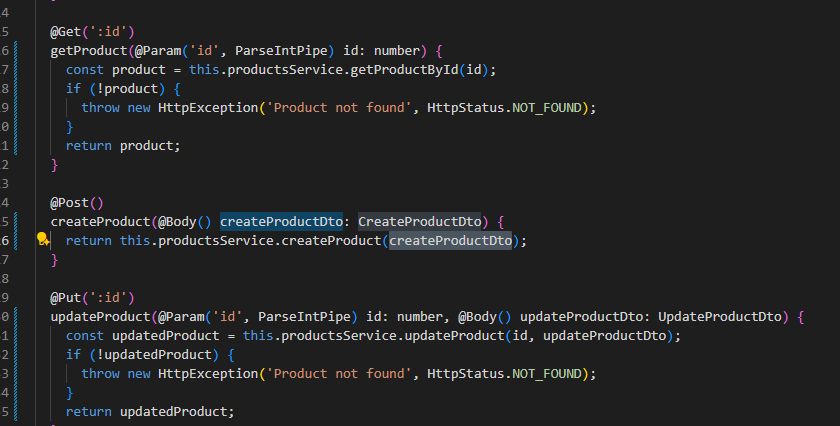 4
5 @Get(':id')
6 getProduct(@Param('id', ParseIntPipe) id: number) {
7 const product = this.productsService.getProductById(id);
8 if (!product) {
9 throw new HttpException('Product not found', HttpStatus.NOT_FOUND);
0 }
1 return product;
2 }
3
4 @Post()
5 createProduct(@Body() createProductDto: CreateProductDto) {
6 return this.productsService.createProduct(createProductDto);
7 }
8
9 @Put(':id')
0 updateProduct(@Param('id', ParseIntPipe) id: number, @Body() updateProductDto: UpdateProductDto) {
1 const updatedProduct = this.productsService.updateProduct(id, updateProductDto);
2 if (!updatedProduct) {
3 throw new HttpException('Product not found', HttpStatus.NOT_FOUND);
4 }
5 return updatedProduct;